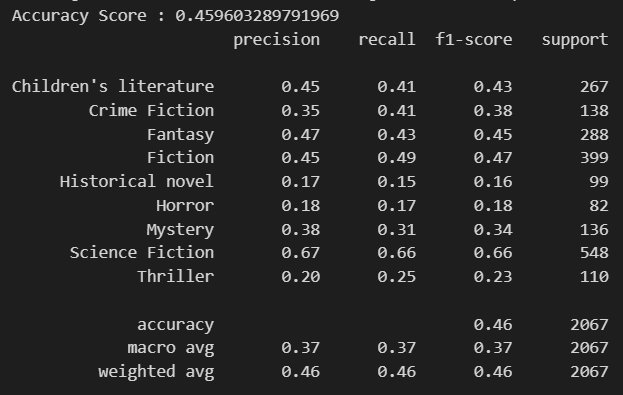 Accuracy Score : 0.459603289791969
precision recall f1-score support
Children's literature 0.45 0.41 0.43 267
Crime Fiction 0.35 0.41 0.38 138
Fantasy 0.47 0.43 0.45 288
Fiction 0.45 0.49 0.47 399
Historical novel 0.17 0.15 0.16 99
Horror 0.18 0.17 0.18 82
Mystery 0.38 0.31 0.34 136
Science Fiction 0.67 0.66 0.66 548
Thriller 0.20 0.25 0.23 110
accuracy 0.46 2067
macro avg 0.37 0.37 0.37 2067
weighted avg 0.46 0.46 0.46 2067